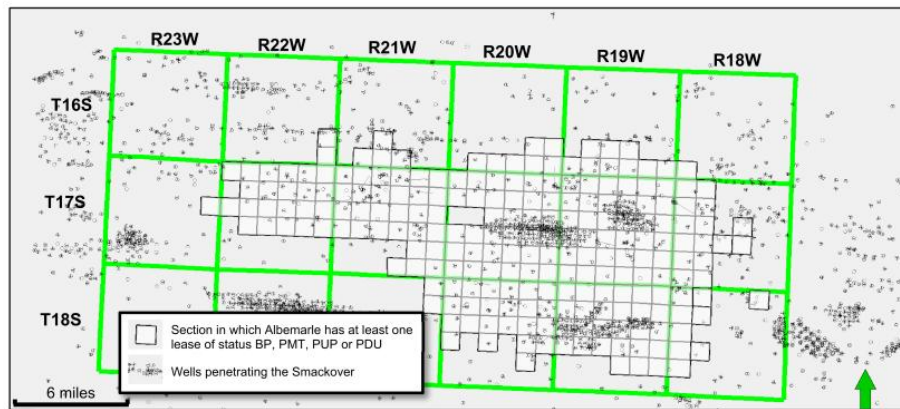 R23W R22W R21W R20W R19W R18W
T16S
T17S
T18S
Section in which Albemarle has at least one
lease of status BP, PMT, PUP or PDU
Wells penetrating the Smackover
6 miles